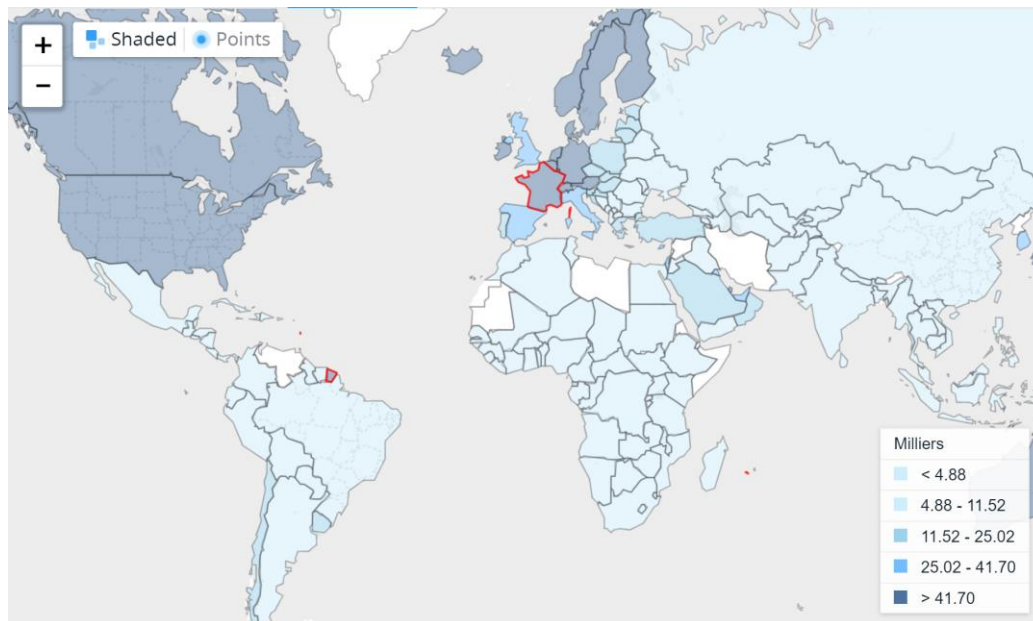 +
Shaded
Points
−
Milliers
< 4.88
4.88 - 11.52
11.52 - 25.02
25.02 - 41.70
> 41.70